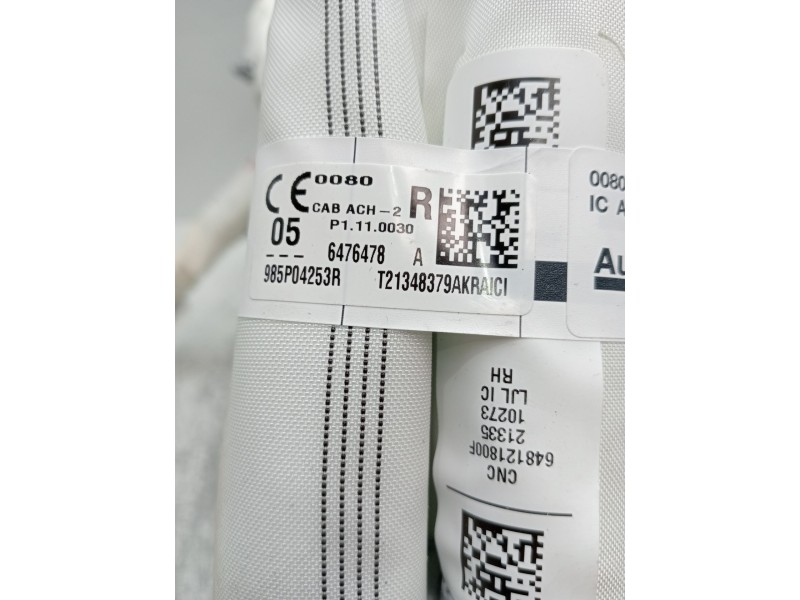 CE 0080
CAB ACH-2 R
P1.11.0030
05
6476478 A
985P04253R T21348379AKRAICI
0080
IC A
Au
CNC
648121800F
21335
10273
LJL IC
RH